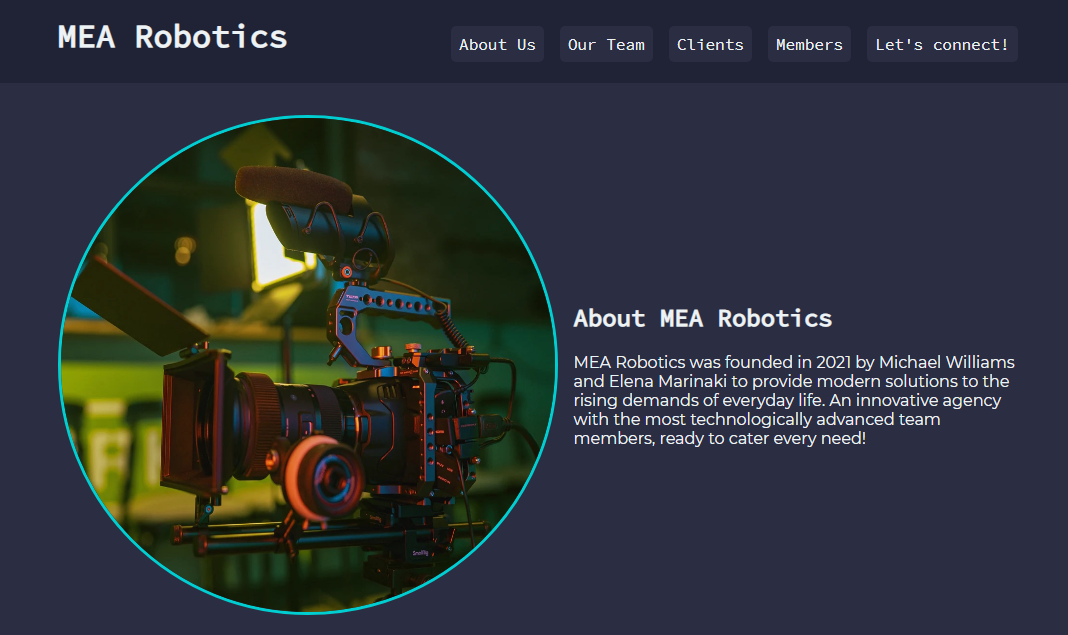 MEA Robotics
About Us
Our Team
Clients
Members
Let's connect!
About MEA Robotics
MEA Robotics was founded in 2021 by Michael Williams
and Elena Marinaki to provide modern solutions to the
rising demands of everyday life. An innovative agency
with the most technologically advanced team
members, ready to cater every need!
SmallRig